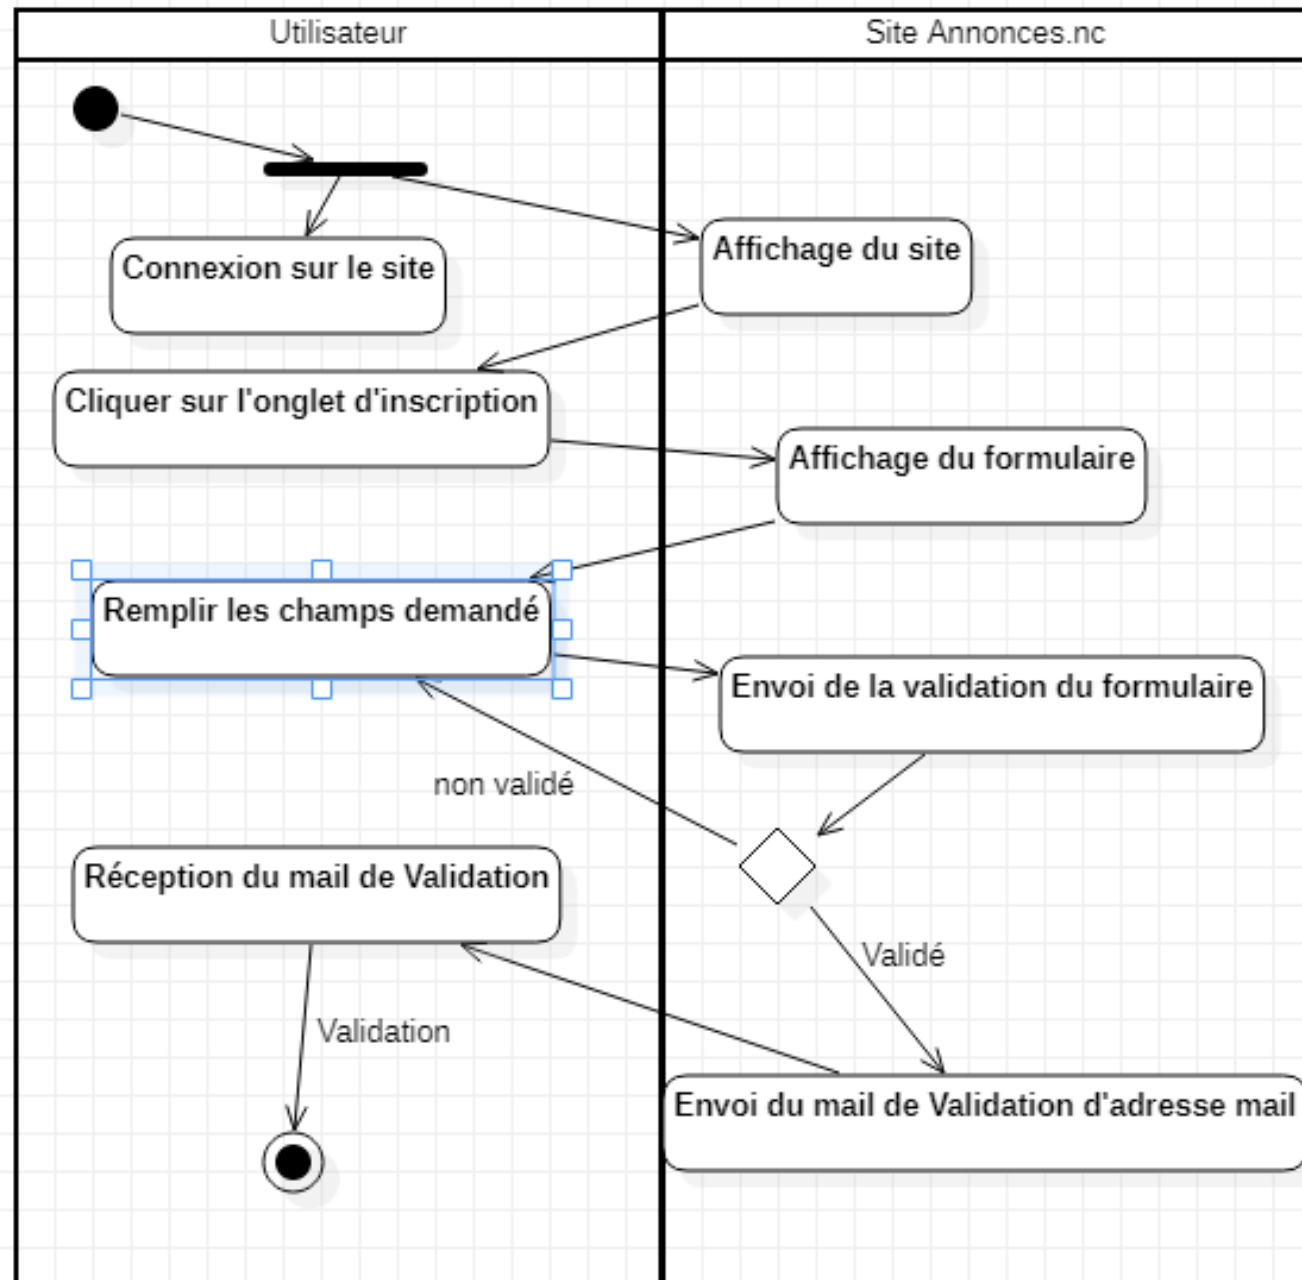 Utilisateur
Site Annonces.nc
Affichage du site
Connexion sur le site
Cliquer sur l'onglet d'inscription
Affichage du formulaire
Remplir les champs demandé
Envoi de la validation du formulaire
non validé
Réception du mail de Validation
Validé
Validation
Envoi du mail de Validation d'adresse mail